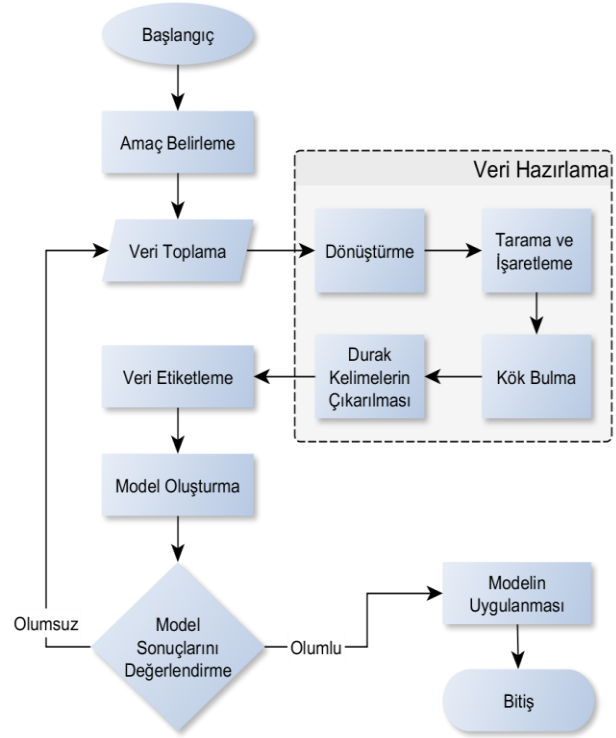 Başlangıç
Amaç Belirleme
Veri Hazırlama
Veri Toplama
Dönüştürme
Tarama ve
İşaretleme
Kök Bulma
Durak
Kelimelerin
Çıkarılması
Veri Etiketleme
Model Oluşturma
Model
Sonuçlarını
Değerlendirme
Olumsuz
Olumlu
Modelin
Uygulanması
Bitiş